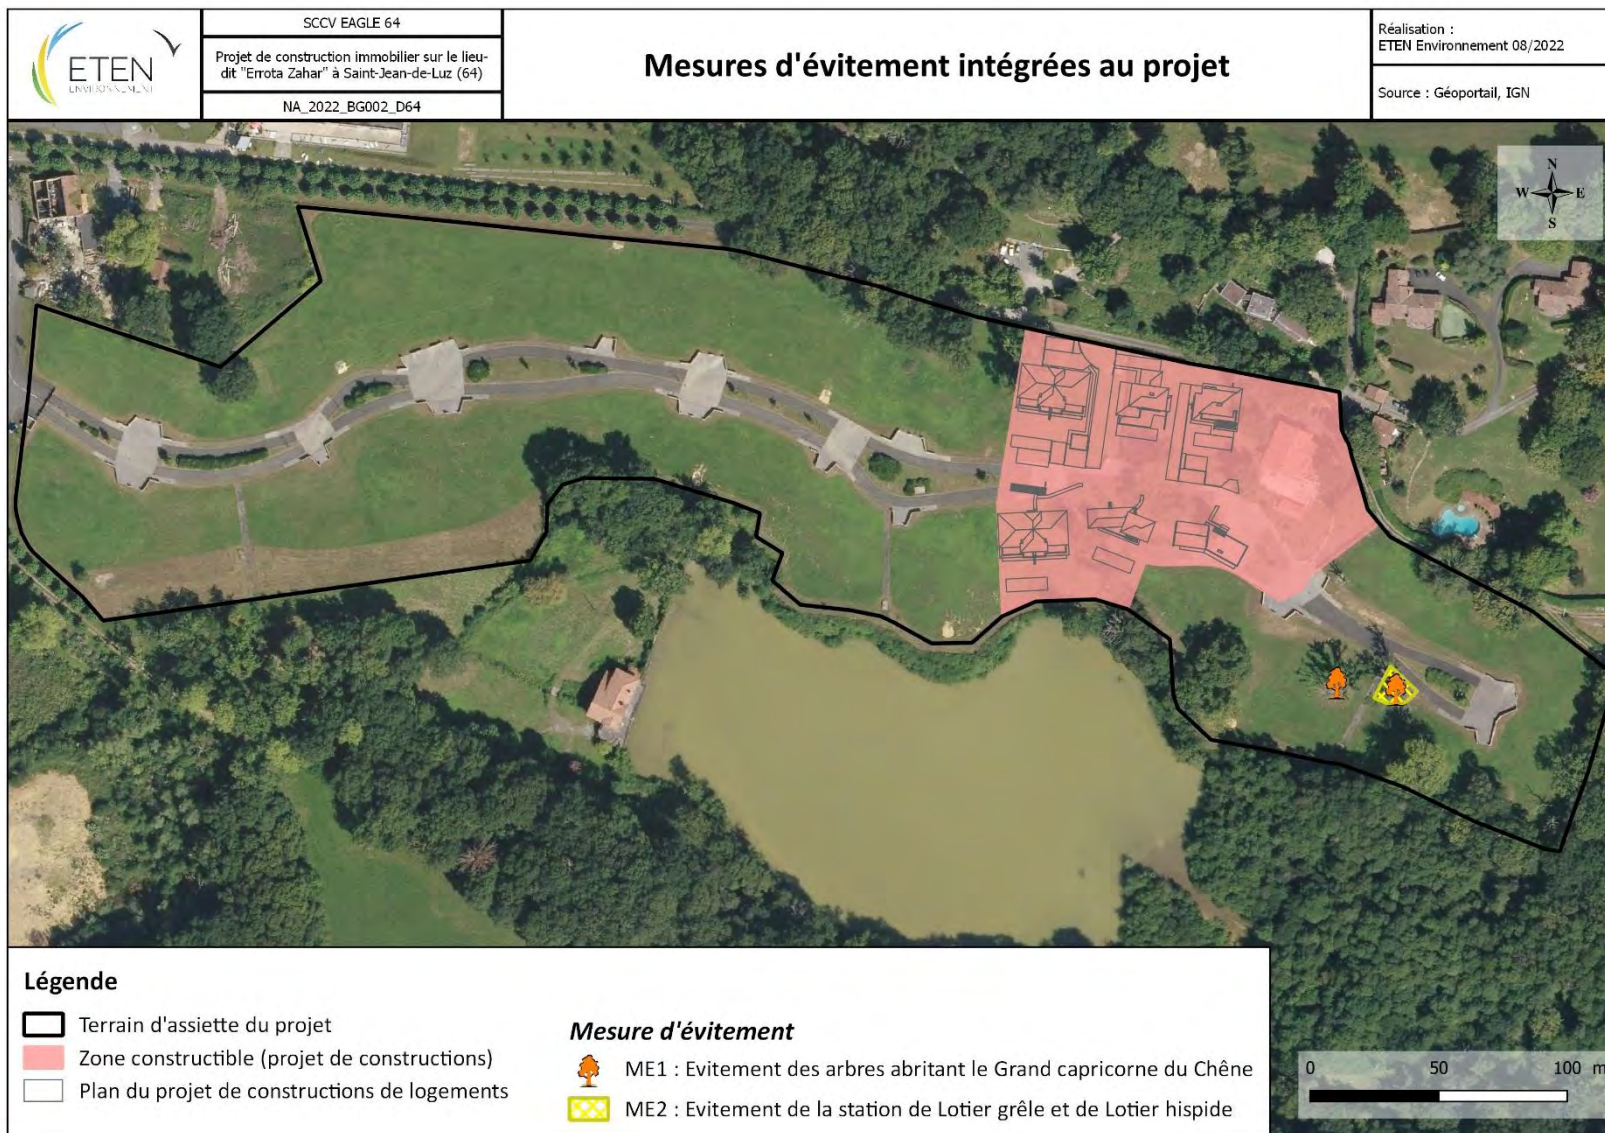 ETEN
ENVIRONNEMENT
SCCV EAGLE 64
Projet de construction immobilier sur le lieu-
dit "Errota Zahar" à Saint-Jean-de-Luz (64)
NA_2022_BG002_D64
Mesures d'évitement intégrées au projet
Réalisation :
ETEN Environnement 08/2022
Source : Géoportail, IGN
N
W E
S
Légende
Terrain d'assiette du projet
Zone constructible (projet de constructions)
Plan du projet de constructions de logements
Mesure d'évitement
ME1 : Evitement des arbres abritant le Grand capricorne du Chêne
ME2 : Evitement de la station de Lotier grêle et de Lotier hispide
0 50 100 m